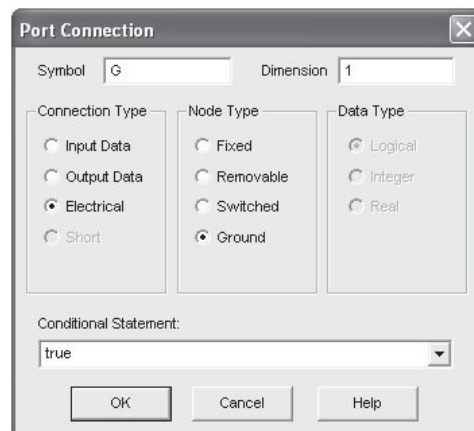 Port Connection
Symbol G Dimension 1
Connection Type
Input Data
Output Data
Electrical
Short
Node Type
Fixed
Removable
Switched
Ground
Data Type
Logical
Integer
Real
Conditional Statement:
true
OK Cancel Help